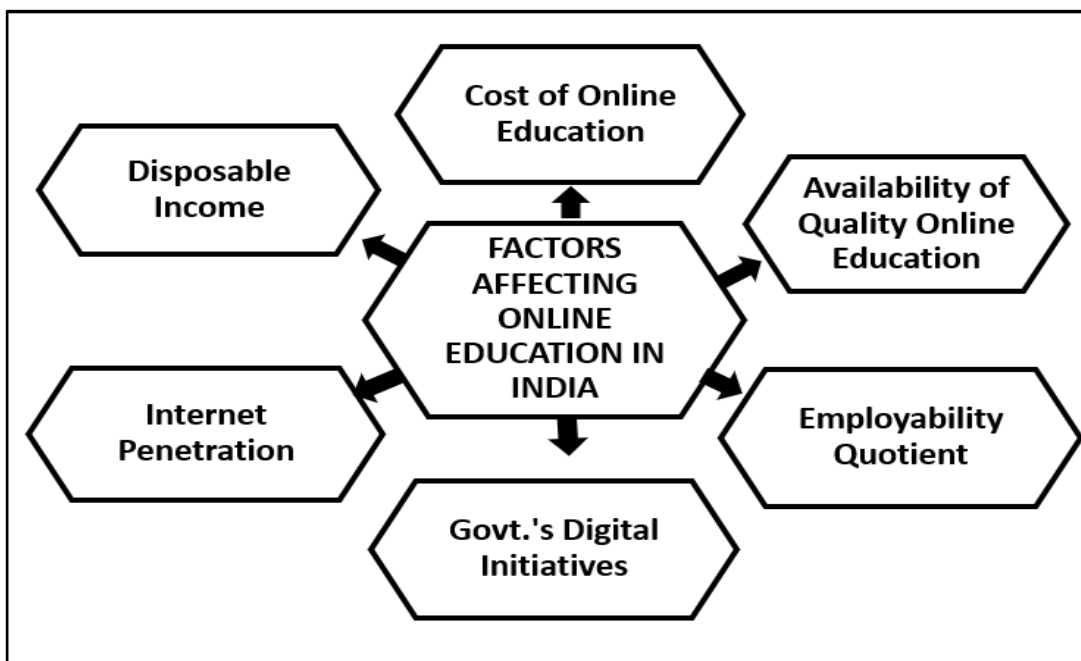 Cost of Online
Education
Disposable
Income
Availability of
Quality Online
Education
FACTORS
AFFECTING
ONLINE
EDUCATION IN
INDIA
Internet
Penetration
Employability
Quotient
Govt.'s Digital
Initiatives